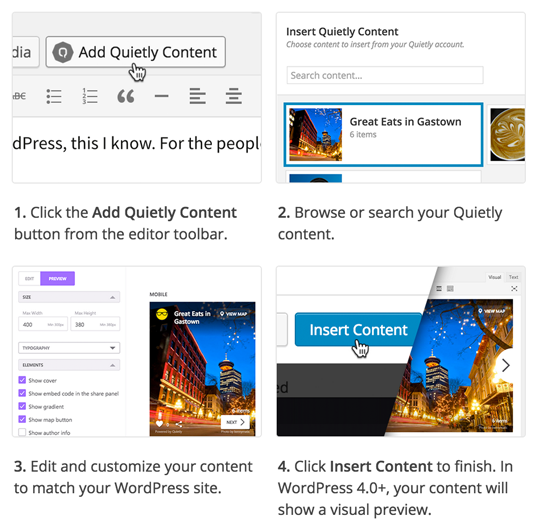 dia
Add Quietly Content
ABC
dPress, this I know. For the peopl
1. Click the Add Quietly Content
button from the editor toolbar.
Insert Quietly Content
Choose content to insert from your Quietly account.
Search content...
Great Eats in Gastown
6 items
2. Browse or search your Quietly
content.
EDIT
PREVIEW
SIZE
Max Width
Max Height
400
380
TYPOGRAPHY
ELEMENTS
Show cover
Show embed code in the share panel
Show gradient
Show map button
Show author info
MOBILE
Great Eats in
Gastown
VIEW MAP
6 items
NEXT
3. Edit and customize your content
to match your WordPress site.
Visual
Text
Insert Content
VIEW MAP
ed
6 items
4. Click Insert Content to finish. In
WordPress 4.0+, your content will
show a visual preview.